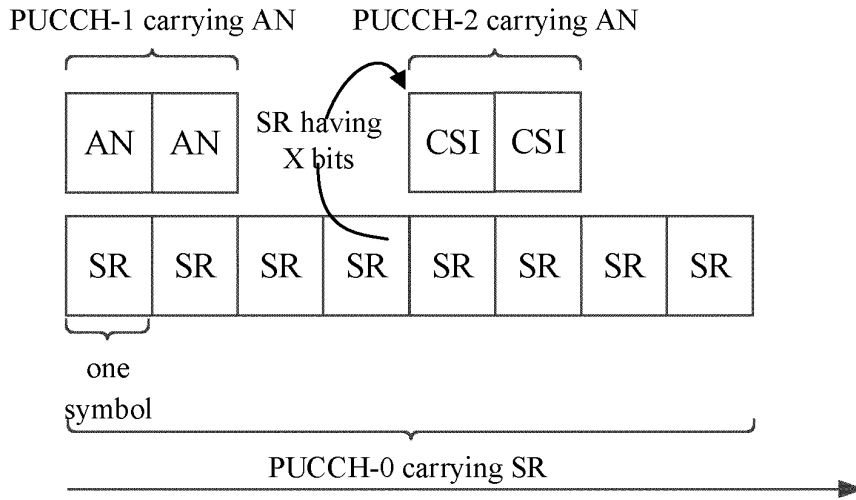 PUCCH-1 carrying AN PUCCH-2 carrying AN
AN AN SR having CSI CSI
X bits
SR SR SR SR SR SR SR SR
one
symbol
PUCCH-0 carrying SR